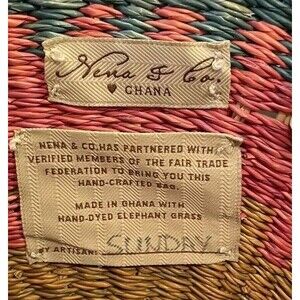 Nena & Co.
♥ GHANA
NENA & CO. HAS PARTNERED WITH
VERIFIED MEMBERS OF THE FAIR TRADE
FEDERATION TO BRING YOU THIS
HAND-CRAFTED BAG.
MADE IN GHANA WITH
HAND-DYED ELEPHANT GRASS
BY ARTISAN: SUNDAY